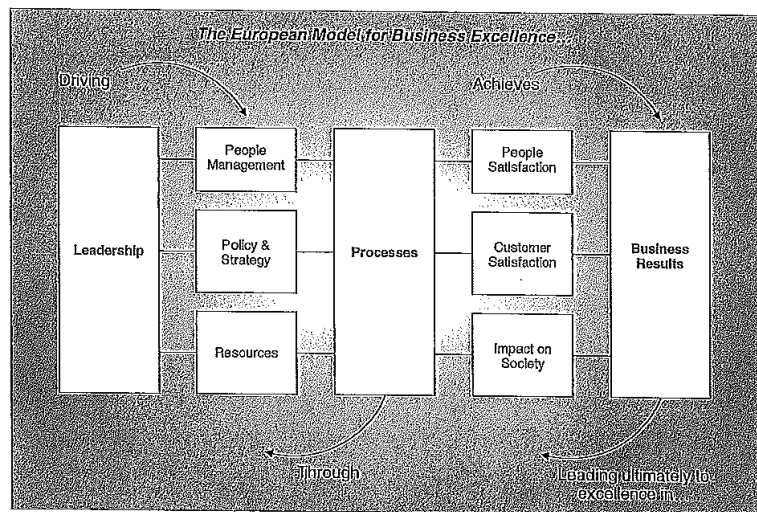 The European Model for Business Excellence...
Driving
Achieves
Leadership
People
Management
Policy &
Strategy
Resources
Processes
People
Satisfaction
Customer
Satisfaction
Impact on
Society
Business
Results
Through
Leading ultimately to
excellence in...